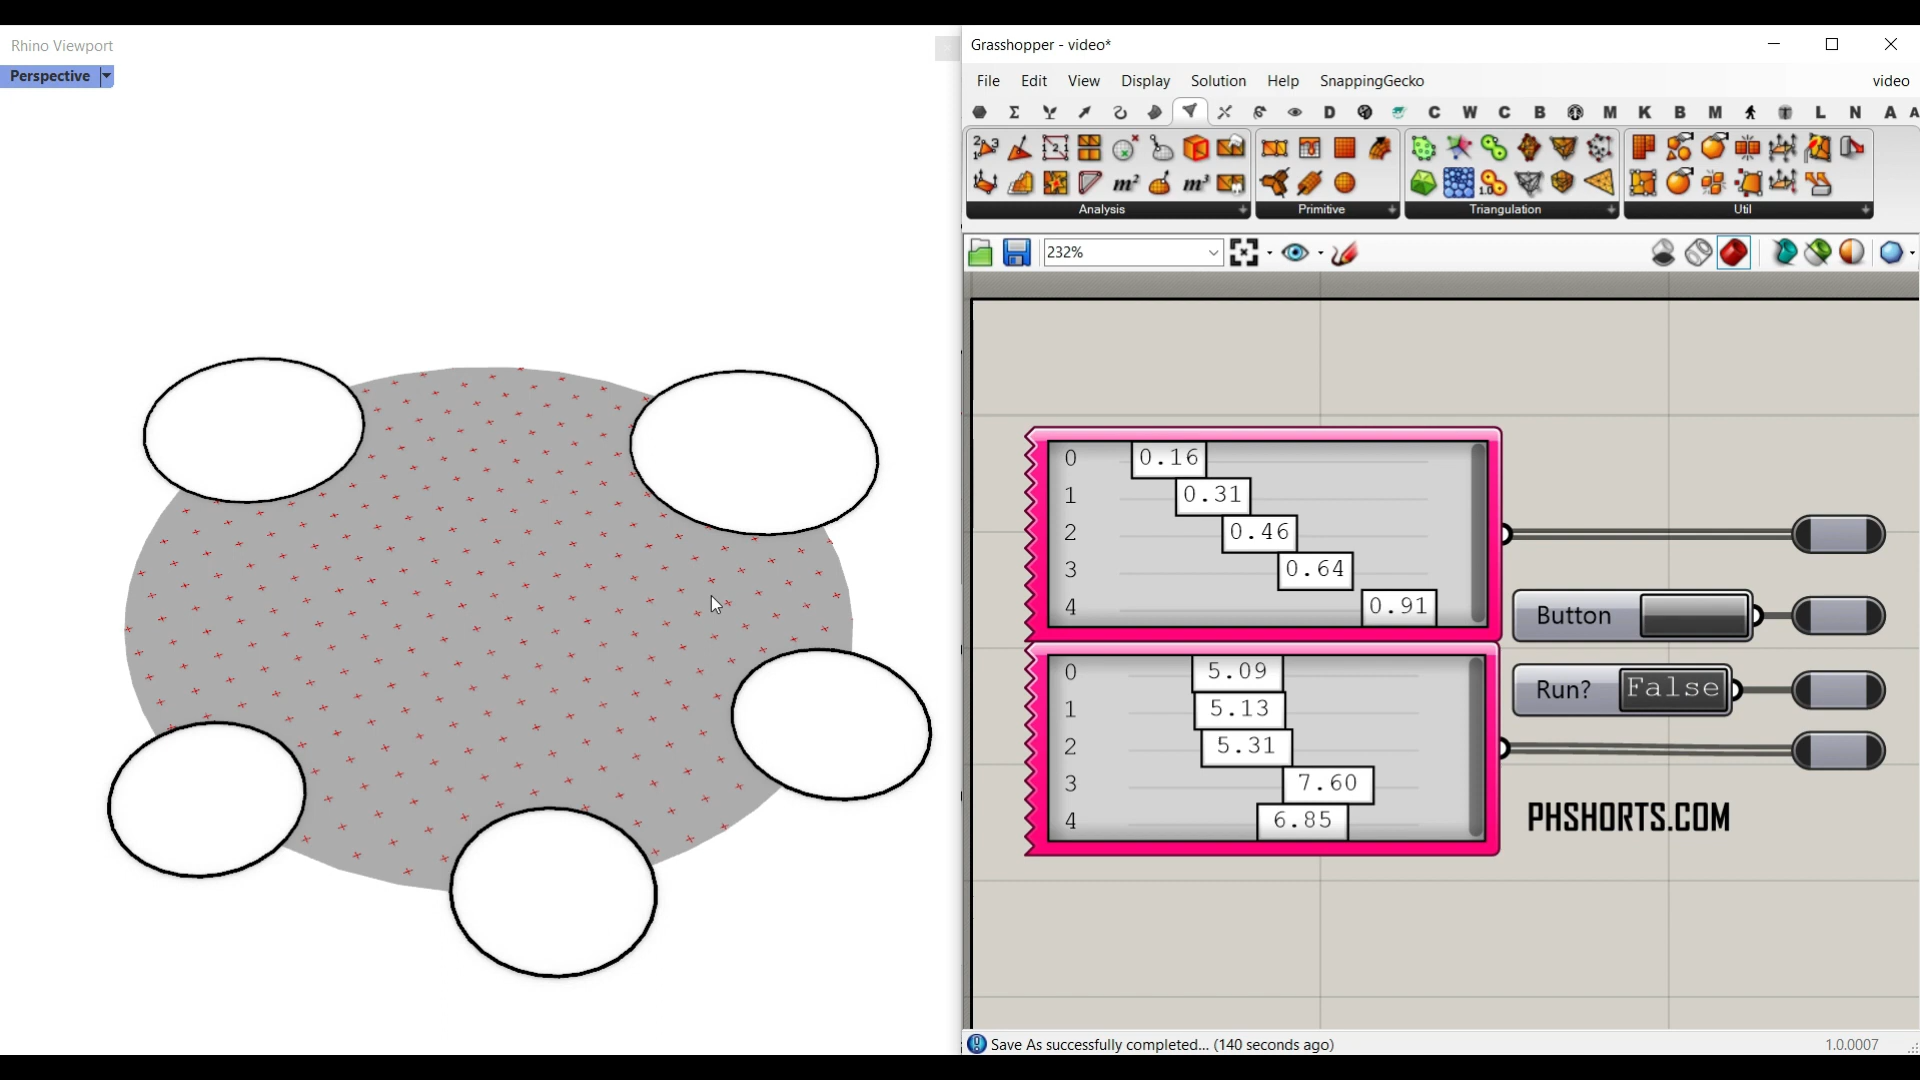 Rhino Viewport
Perspective
Grasshopper - video*
File Edit View Display Solution Help SnappingGecko video
D C W C B M K B M L N A A
Analysis Primitive Triangulation Util
232%
0 0.16
1 0.31
2 0.46
3 0.64
4 0.91
Button
0 5.09
1 5.13
2 5.31
3 7.60
4 6.85
Run? False
PHSHORTS.COM
Save As successfully completed... (140 seconds ago) 1.0.0007